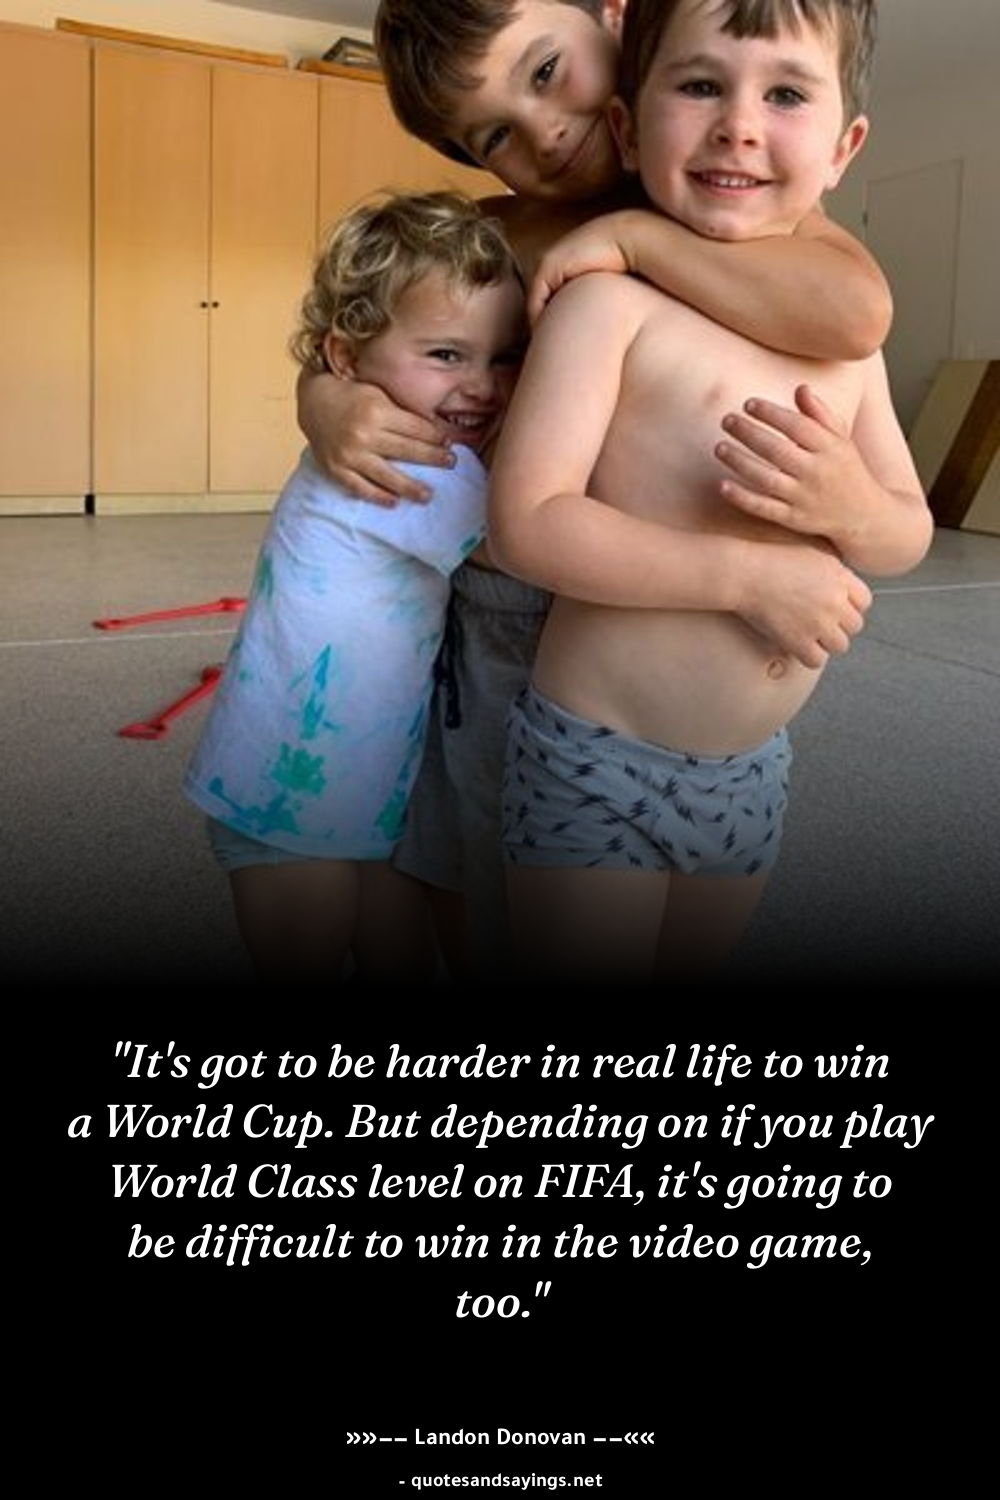 "It's got to be harder in real life to win
a World Cup. But depending on if you play
World Class level on FIFA, it's going to
be difficult to win in the video game,
too."
»»−− Landon Donovan −−««
- quotesandsayings.net